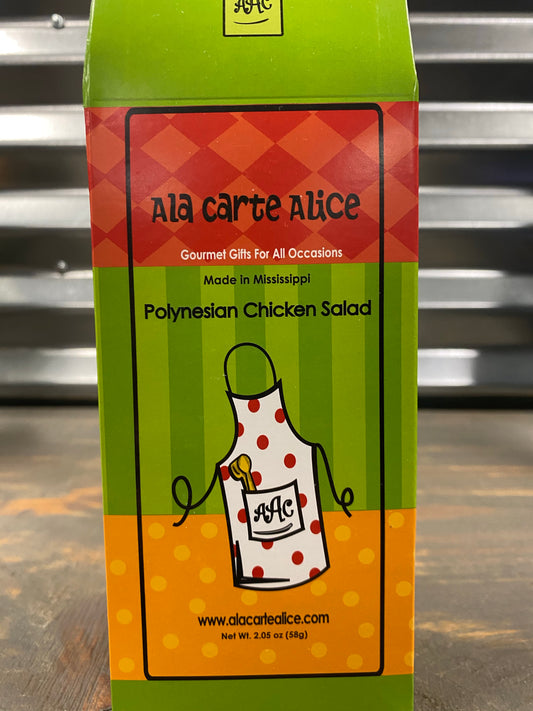 AAC
Ala Carte Alice
Gourmet Gifts For All Occasions
Made in Mississippi
Polynesian Chicken Salad
AAC
www.alacartealice.com
Net Wt. 2.05 oz (58g)